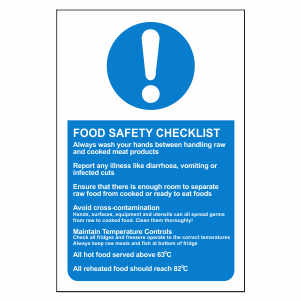 FOOD SAFETY CHECKLIST
Always wash your hands between handling raw
and cooked meat products
Report any illness like diarrhoea, vomiting or
infected cuts
Ensure that there is enough room to separate
raw food from cooked or ready to eat foods
Avoid cross-contamination
Hands, surfaces, equipment and utensils can all spread germs
from raw to cooked food. Clean them thoroughly!
Maintain Temperature Controls
Check all fridges and freezers operate to the correct temeratures
Always keep raw meals and fish at bottom of fridge
All hot food served above 63°C
All reheated food should reach 82°C